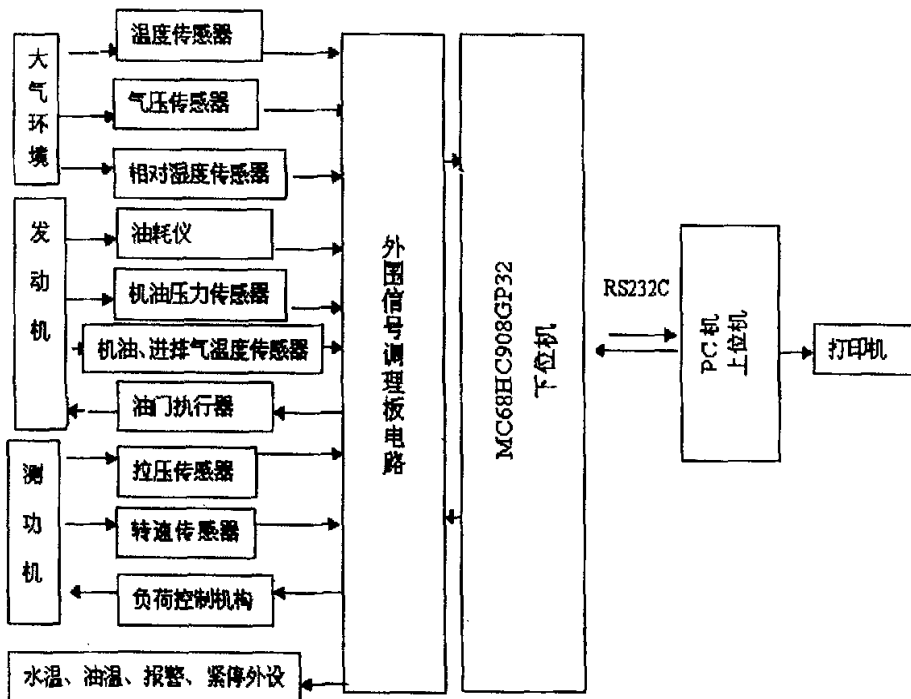 大气环境
温度传感器
气压传感器
相对湿度传感器
发动机
油耗仪
机油压力传感器
机油、进排气温度传感器
油门执行器
测功机
拉压传感器
转速传感器
负荷控制机构
水温、油温、报警、紧停外设
外围信号调理板电路
MC68HC908GP32
下位机
RS232C
PC机
上位机
打印机